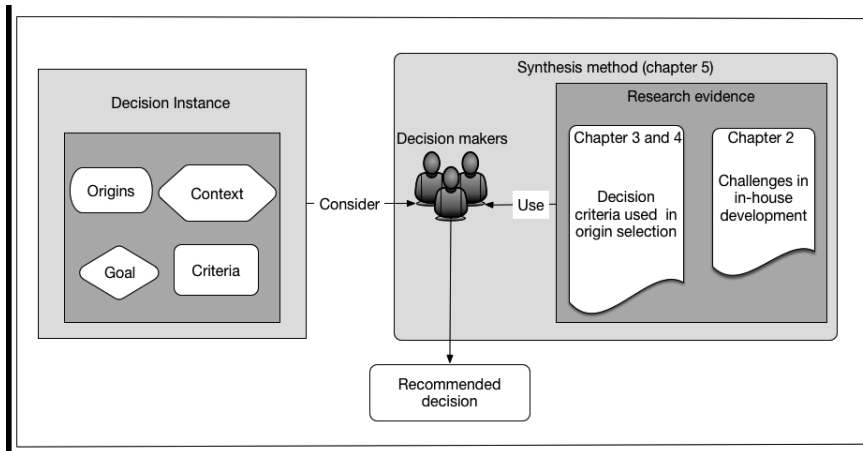 Decision Instance
Origins
Context
Goal
Criteria
Consider
Synthesis method (chapter 5)
Decision makers
Use
Research evidence
Chapter 3 and 4
Decision
criteria used in
origin selection
Chapter 2
Challenges in
in-house
development
Recommended
decision